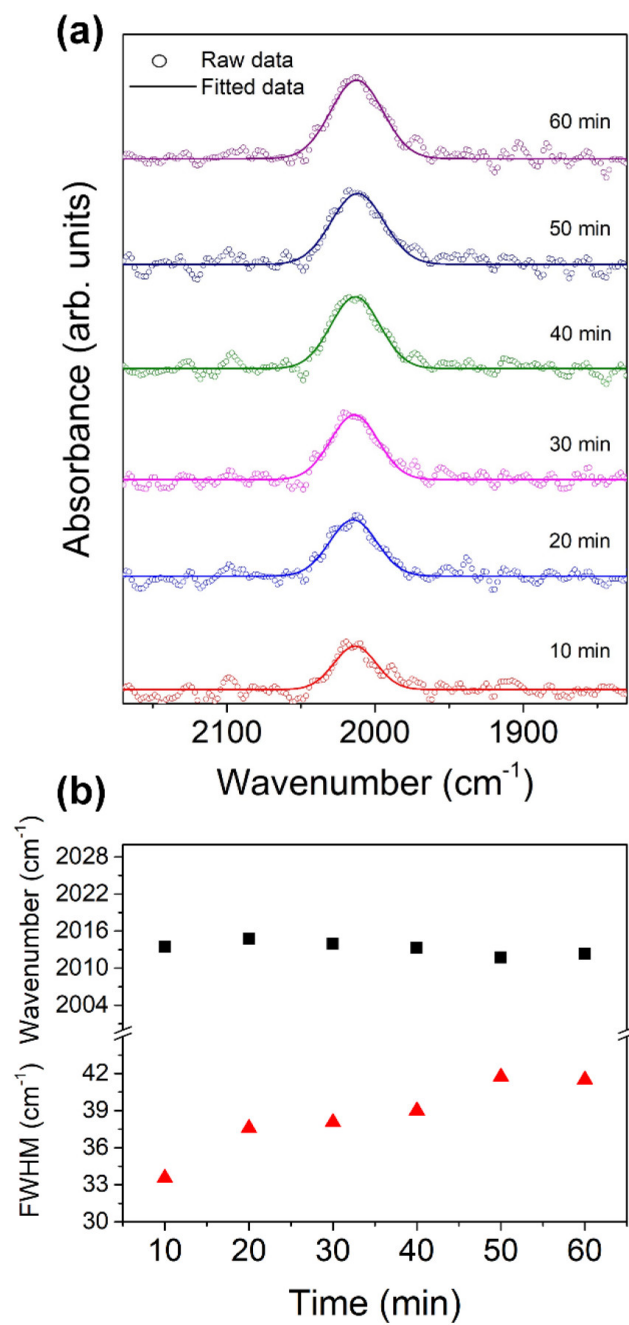 (a)
Raw data
Fitted data
60 min
50 min
40 min
30 min
20 min
10 min
Absorbance (arb. units)
2100 2000 1900
Wavenumber (cm⁻¹)
(b)
Wavenumber (cm⁻¹)
2028
2022
2016
2010
2004
FWHM (cm⁻¹)
42
39
36
33
30
10 20 30 40 50 60
Time (min)